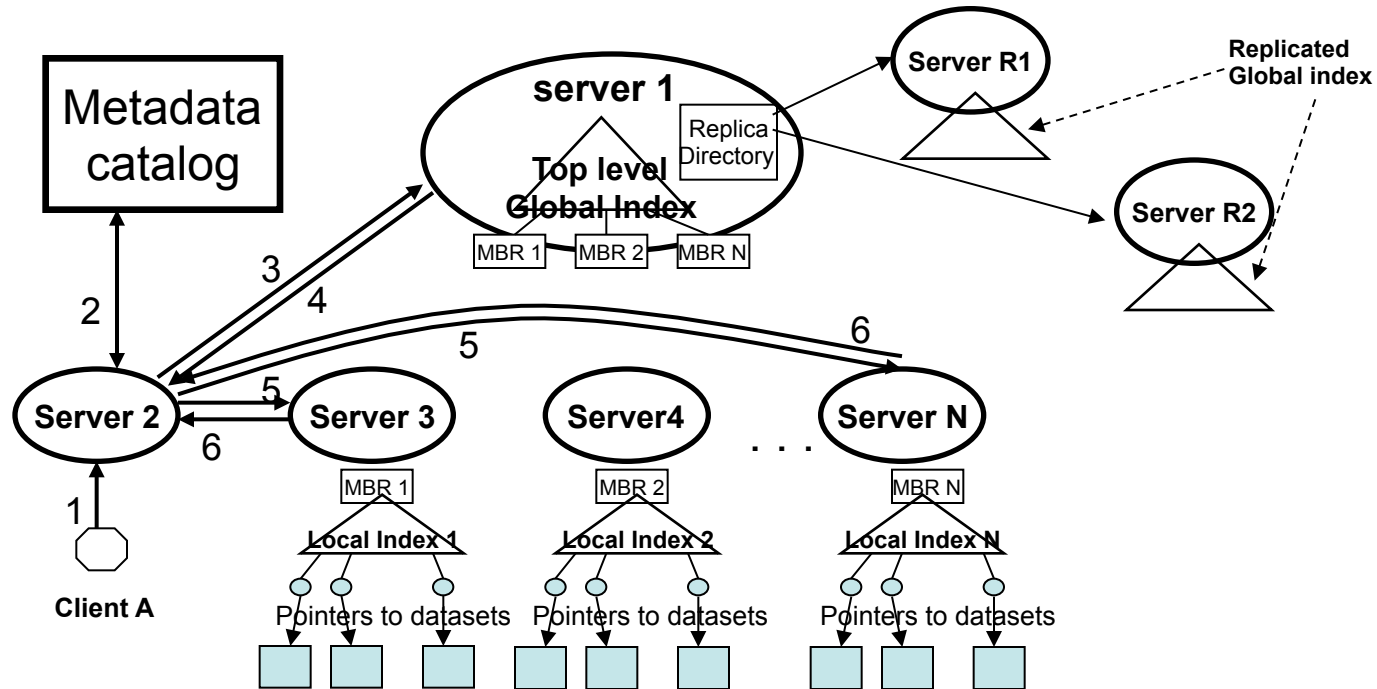 Metadata
catalog
server 1
Replica
Directory
Top level
Global Index
MBR 1
MBR 2
MBR N
Server R1
Replicated
Global index
Server R2
3
4
2
5
6
Server 2
5
6
Server 3
Server4
. . .
Server N
1
Client A
MBR 1
Local Index 1
Pointers to datasets
MBR 2
Local Index 2
Pointers to datasets
MBR N
Local Index N
Pointers to datasets